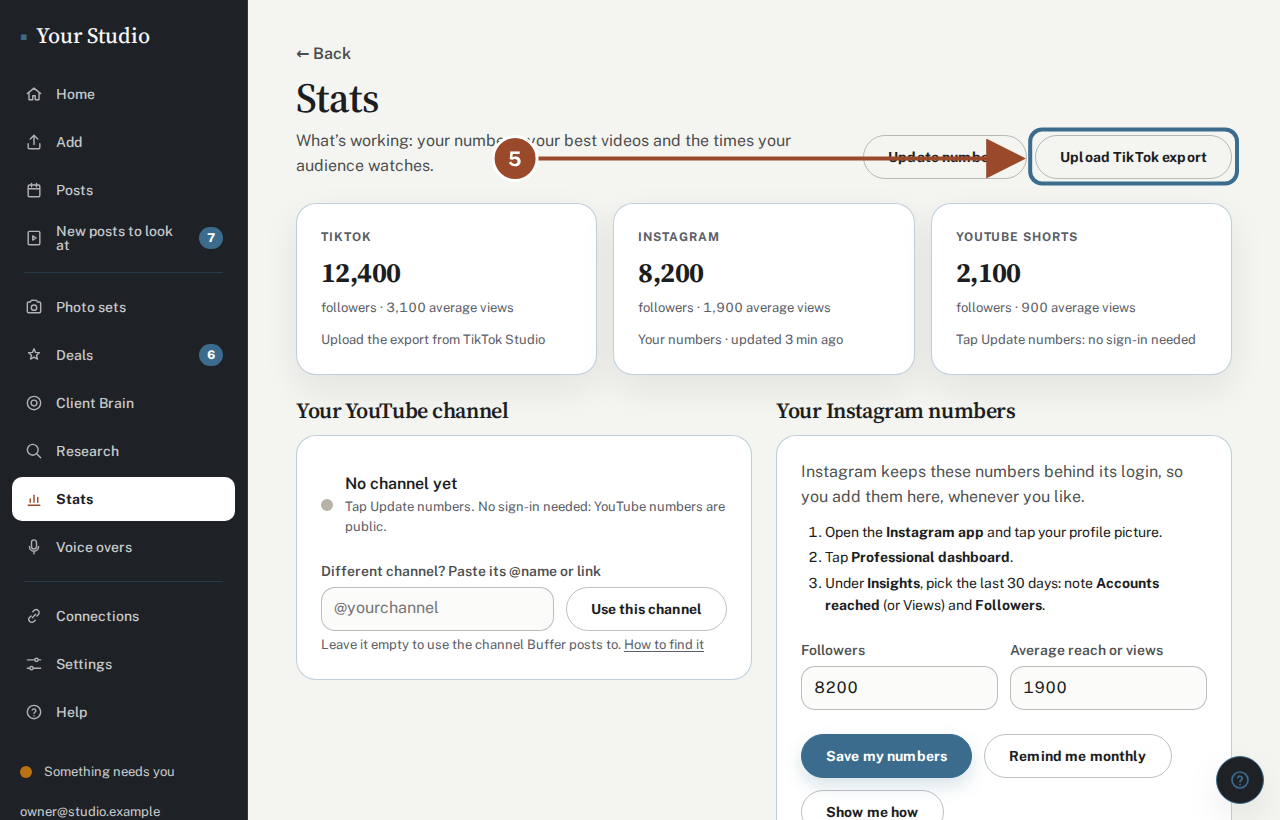 Your Studio
Home
Add
Posts
New posts to look
at
7
Photo sets
Deals
6
Client Brain
Research
Stats
Voice overs
Connections
Settings
Help
Something needs you
owner@studio.example
← Back
Stats
What's working: your numbers, your best videos and the times your
audience watches.
5
Update numbers
Upload TikTok export
TIKTOK
12,400
followers · 3,100 average views
Upload the export from TikTok Studio
INSTAGRAM
8,200
followers · 1,900 average views
Your numbers · updated 3 min ago
YOUTUBE SHORTS
2,100
followers · 900 average views
Tap Update numbers: no sign-in needed
Your YouTube channel
No channel yet
Tap Update numbers. No sign-in needed: YouTube numbers are
public.
Different channel? Paste its @name or link
@yourchannel
Use this channel
Leave it empty to use the channel Buffer posts to. How to find it
Your Instagram numbers
Instagram keeps these numbers behind its login, so
you add them here, whenever you like.
1. Open the Instagram app and tap your profile picture.
2. Tap Professional dashboard.
3. Under Insights, pick the last 30 days: note Accounts
reached (or Views) and Followers.
Followers
Average reach or views
8200
1900
Save my numbers
Remind me monthly
Show me how